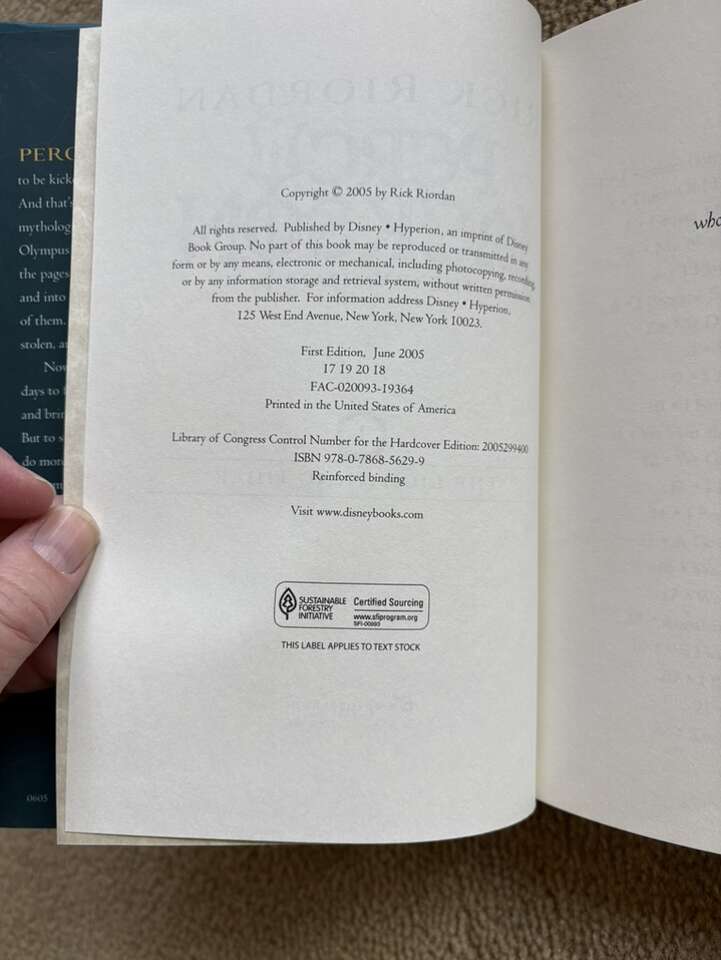 PERC
to be kick
And that's
mytholog
Olympus
the pages
and into
of them.
stolen, a
Now
days to
and brin
But to s
do mor
0605
RICK RIORDAN
Copyright © 2005 by Rick Riordan
All rights reserved. Published by Disney • Hyperion, an imprint of Disney
Book Group. No part of this book may be reproduced or transmitted in any
form or by any means, electronic or mechanical, including photocopying, recording,
or by any information storage and retrieval system, without written permission
from the publisher. For information address Disney • Hyperion,
125 West End Avenue, New York, New York 10023.
First Edition, June 2005
17 19 20 18
FAC-020093-19364
Printed in the United States of America
Library of Congress Control Number for the Hardcover Edition: 2005299400
ISBN 978-0-7868-5629-9
Reinforced binding
Visit www.disneybooks.com
SUSTAINABLE
FORESTRY
INITIATIVE
Certified Sourcing
www.sfiprogram.org
SFI-00993
THIS LABEL APPLIES TO TEXT STOCK
who